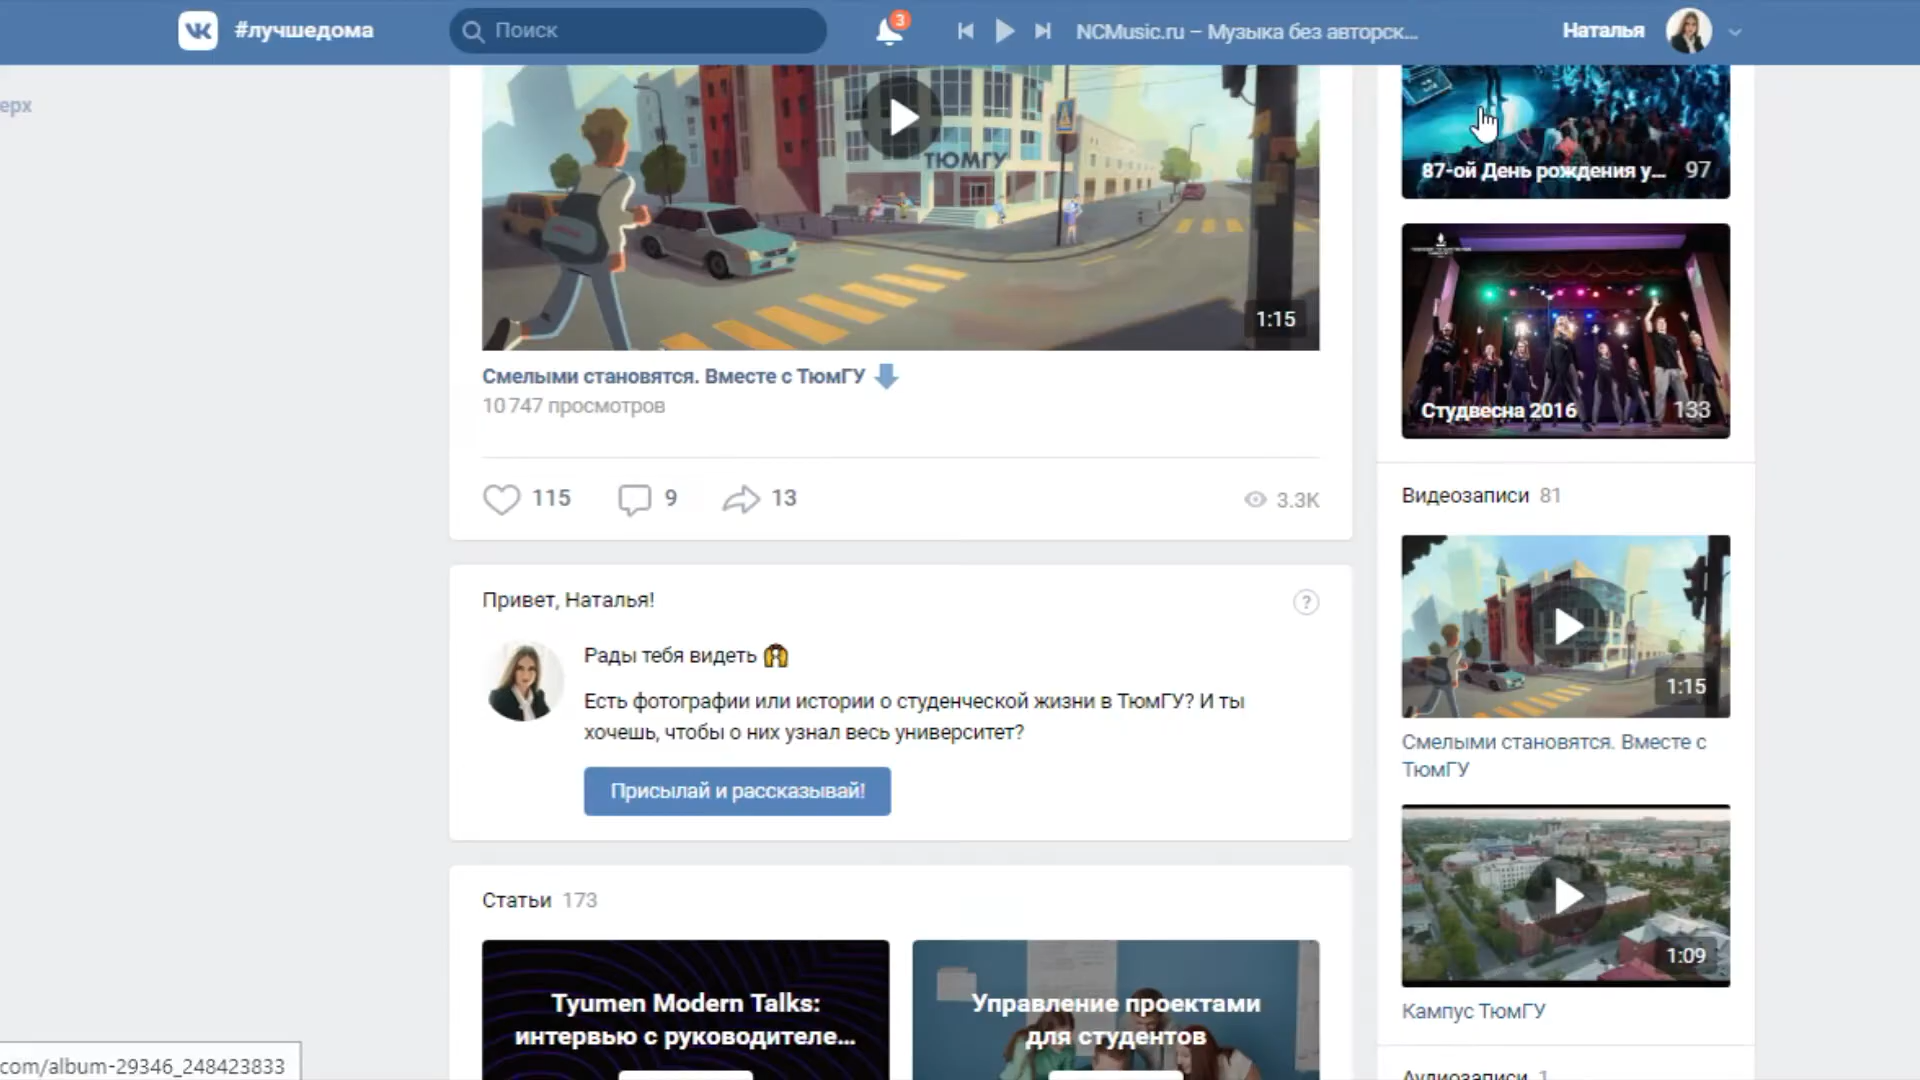 #лучшедома
Поиск
3
NCMusic.ru – Музыка без авторск...
Наталья
ерх
ТЮМГУ
1:15
Смелыми становятся. Вместе с ТюмГУ
10 747 просмотров
115
9
13
3.3K
Привет, Наталья!
?
Рады тебя видеть
Есть фотографии или истории о студенческой жизни в ТюмГУ? И ты
хочешь, чтобы о них узнал весь университет?
Присылай и рассказывай!
Статьи 173
Tyumen Modern Talks:
интервью с руководителе...
Управление проектами
для студентов
87-ой День рождения у... 97
Студвесна 2016 133
Видеозаписи 81
1:15
Смелыми становятся. Вместе с
ТюмГУ
1:09
Кампус ТюмГУ
Аудиозаписи 1
com/album-29346_248423833